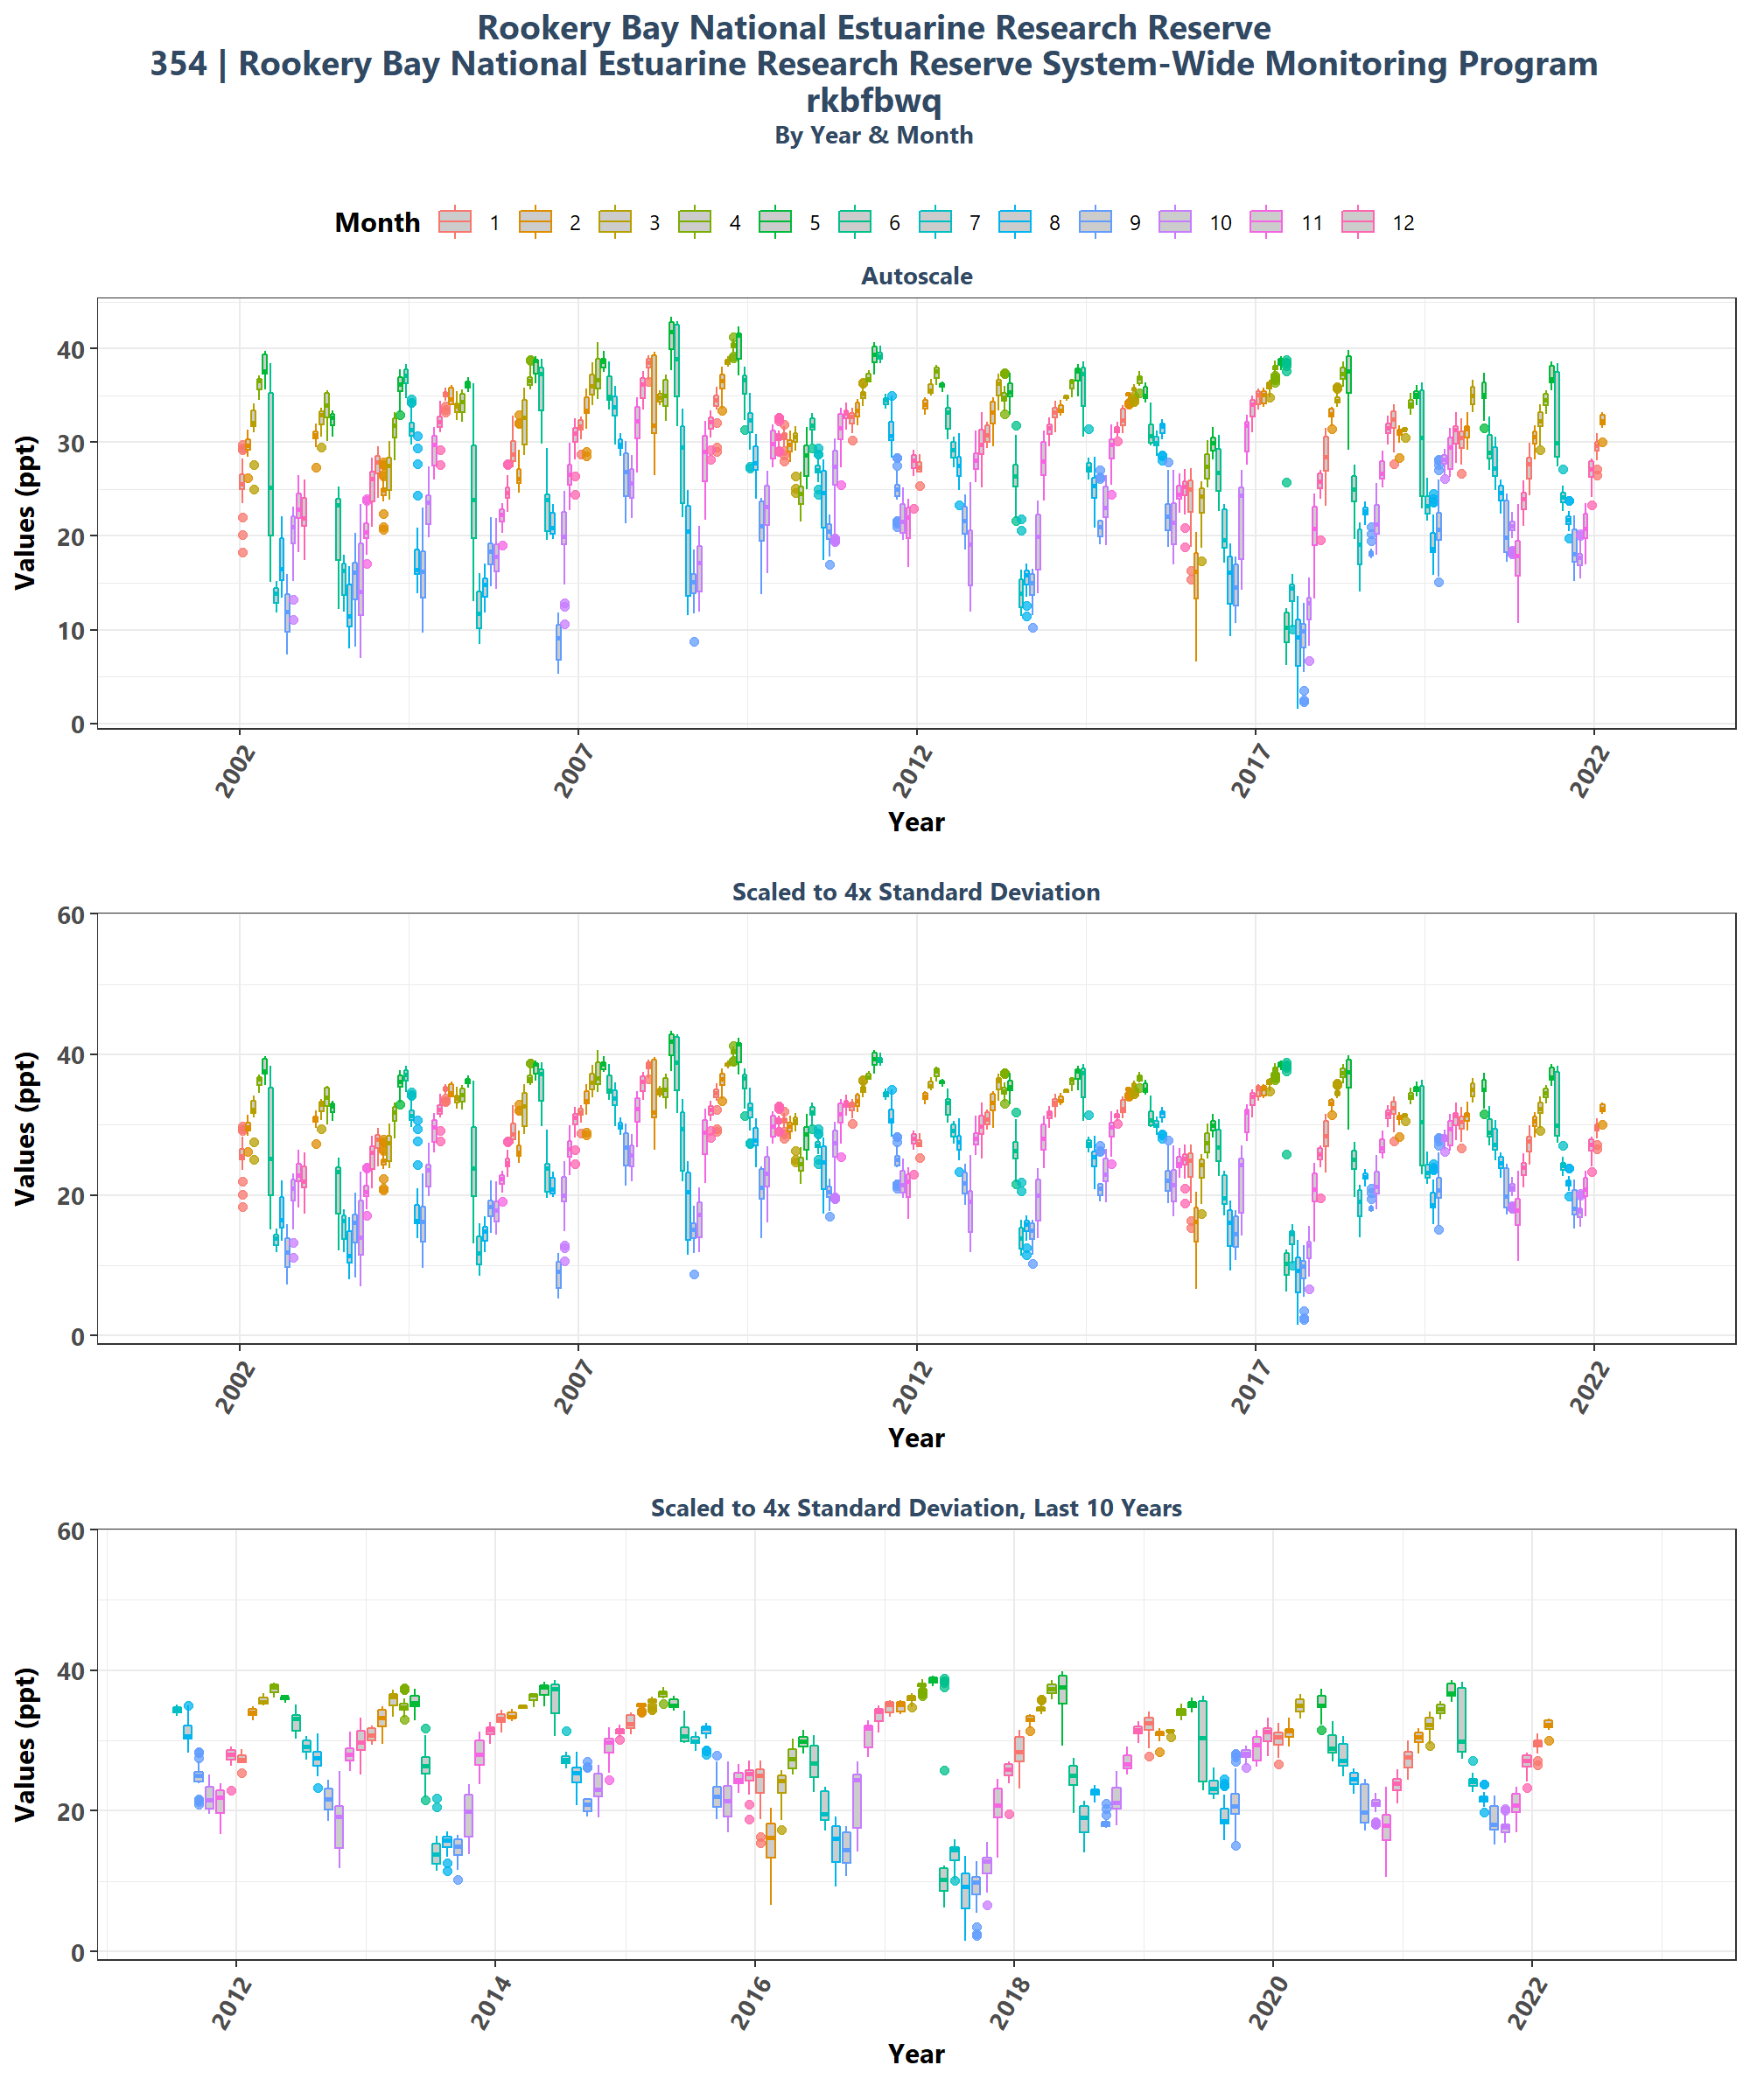 Rookery Bay National Estuarine Research Reserve
354 | Rookery Bay National Estuarine Research Reserve System-Wide Monitoring Program
rkbfbwq
By Year & Month
Month 1 2 3 4 5 6 7 8 9 10 11 12
Autoscale
Values (ppt)
40
30
20
10
0
2002 2007 2012 2017 2022
Year
Scaled to 4x Standard Deviation
Values (ppt)
60
40
20
0
2002 2007 2012 2017 2022
Year
Scaled to 4x Standard Deviation, Last 10 Years
Values (ppt)
60
40
20
0
2012 2014 2016 2018 2020 2022
Year